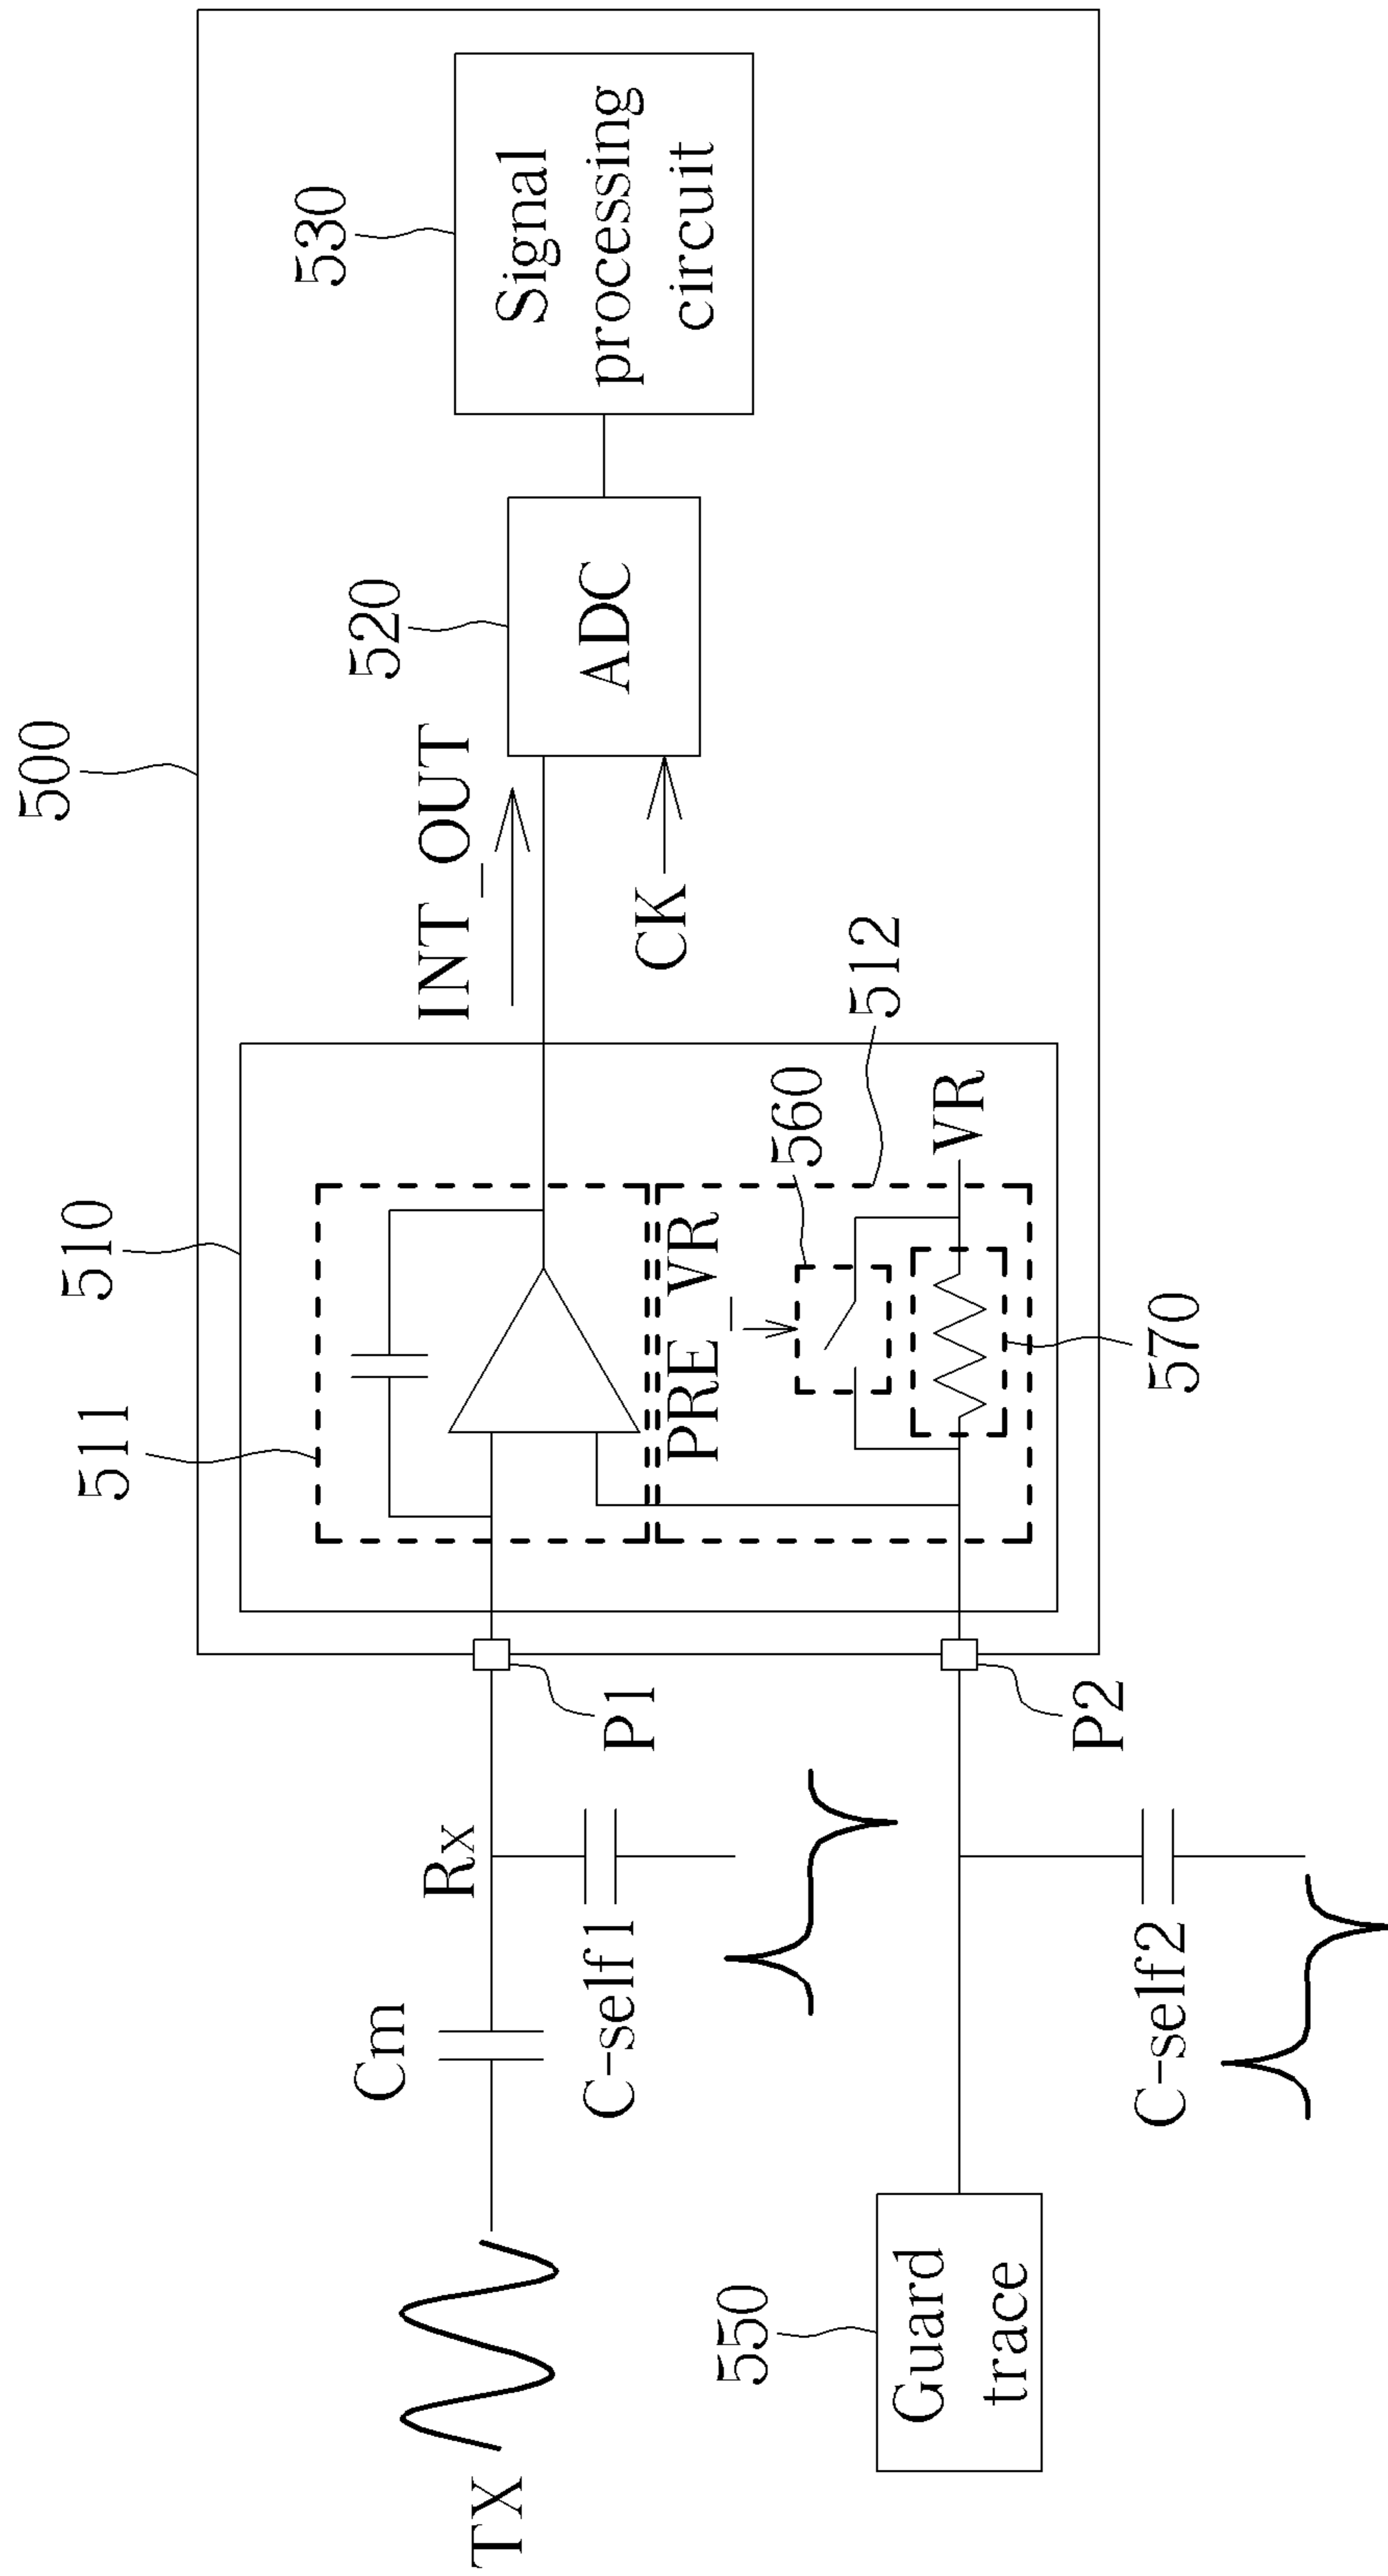 500
510
511
INT_OUT
520
530
Signal
processing
circuit
ADC
CK
PRE_VR
560
512
VR
570
TX
Cm
Rx
C-self1
P1
550
Guard
trace
C-self2
P2